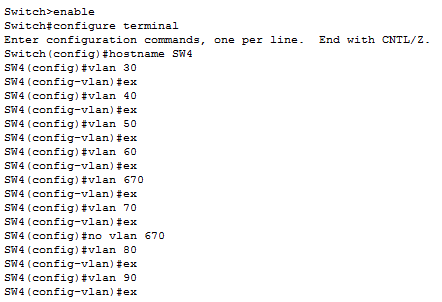 Switch>enable
Switch#configure terminal
Enter configuration commands, one per line.  End with CNTL/Z.
Switch(config)#hostname SW4
SW4(config)#vlan 30
SW4(config-vlan)#ex
SW4(config)#vlan 40
SW4(config-vlan)#ex
SW4(config)#vlan 50
SW4(config-vlan)#ex
SW4(config)#vlan 60
SW4(config-vlan)#ex
SW4(config)#vlan 670
SW4(config-vlan)#ex
SW4(config)#vlan 70
SW4(config-vlan)#ex
SW4(config)#no vlan 670
SW4(config)#vlan 80
SW4(config-vlan)#ex
SW4(config)#vlan 90
SW4(config-vlan)#ex